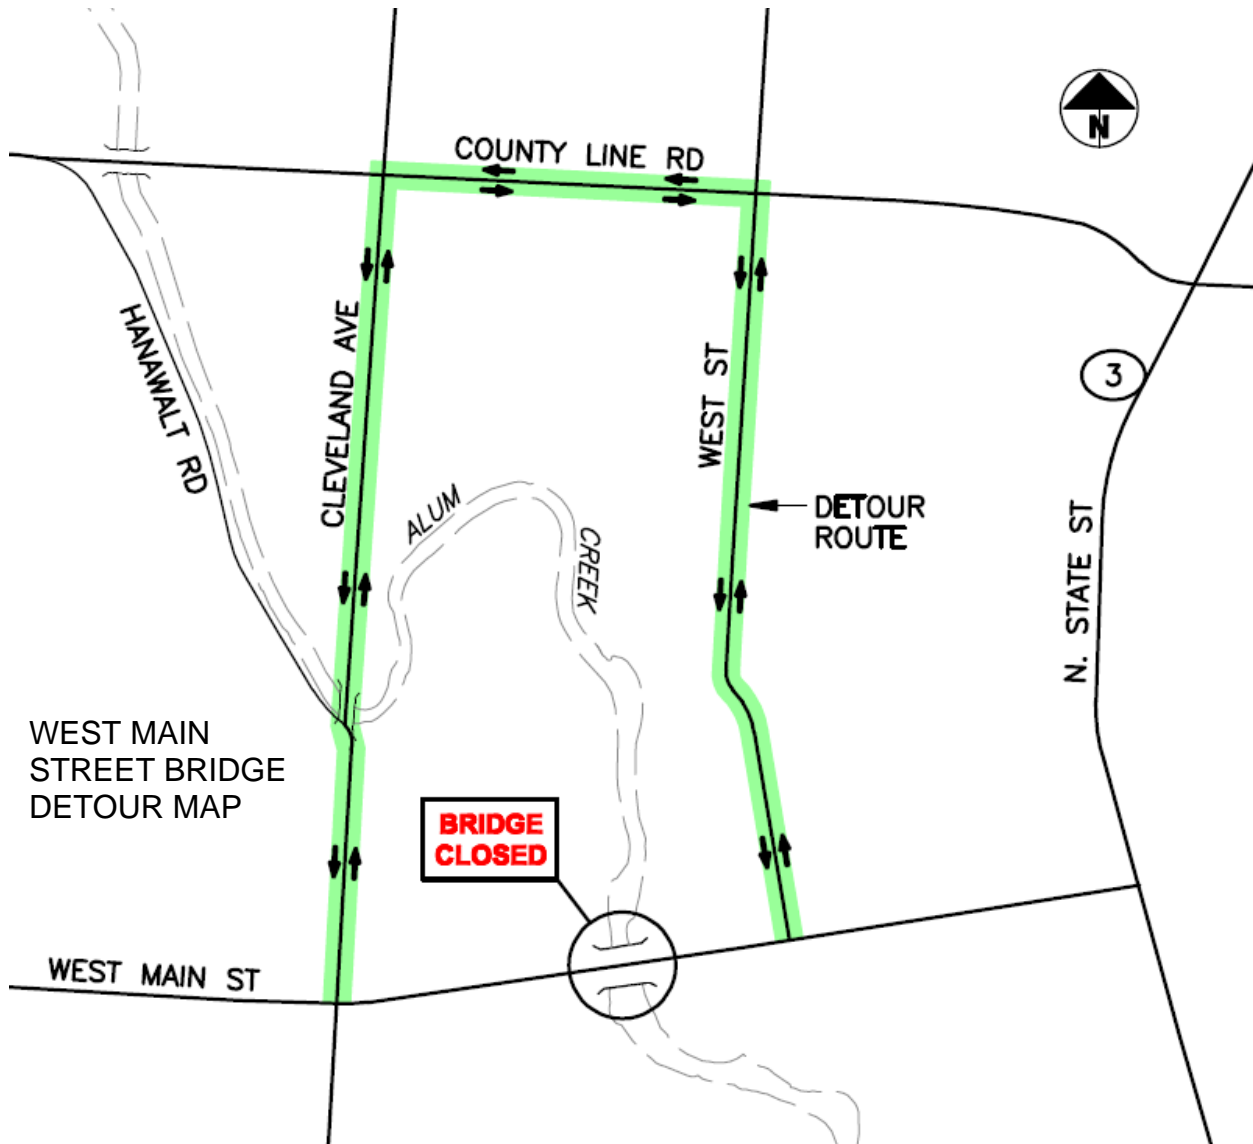 N
COUNTY LINE RD
HANAWALT RD
CLEVELAND AVE
WEST ST
3
ALUM
CREEK
DETOUR
ROUTE
N. STATE ST
WEST MAIN
STREET BRIDGE
DETOUR MAP
BRIDGE
CLOSED
WEST MAIN ST